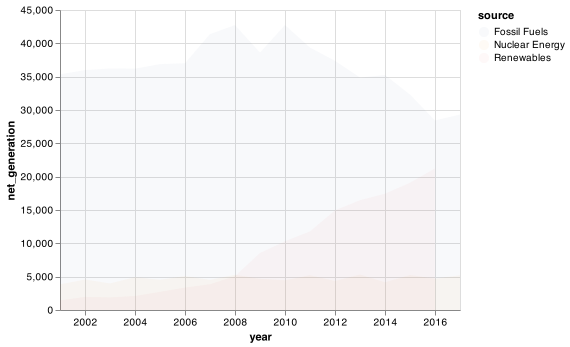 45,000
40,000
35,000
30,000
25,000
20,000
15,000
10,000
5,000
0
net_generation
2002 2004 2006 2008 2010 2012 2014 2016
year
source
Fossil Fuels
Nuclear Energy
Renewables